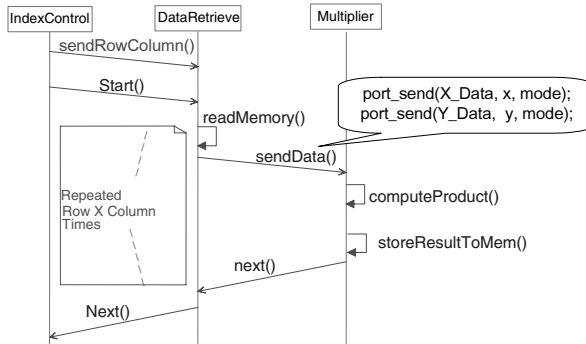 IndexControl
DataRetrieve
Multiplier
sendRowColumn()
Start()
port_send(X_Data, x, mode);
port_send(Y_Data, y, mode);
readMemory()
sendData()
Repeated
Row X Column
Times
computeProduct()
storeResultToMem()
next()
Next()